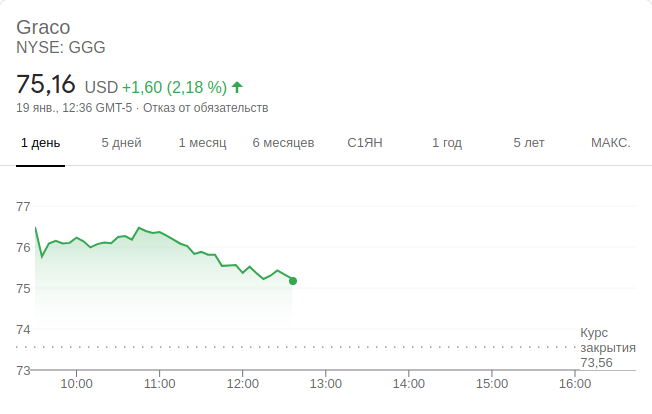 Graco
NYSE: GGG
75,16 USD +1,60 (2,18 %)
19 янв., 12:36 GMT-5 · Отказ от обязательств
1 день 5 дней 1 месяц 6 месяцев С1ЯН 1 год 5 лет МАКС.
77
76
75
74
Курс
закрытия
73,56
73
10:00 11:00 12:00 13:00 14:00 15:00 16:00